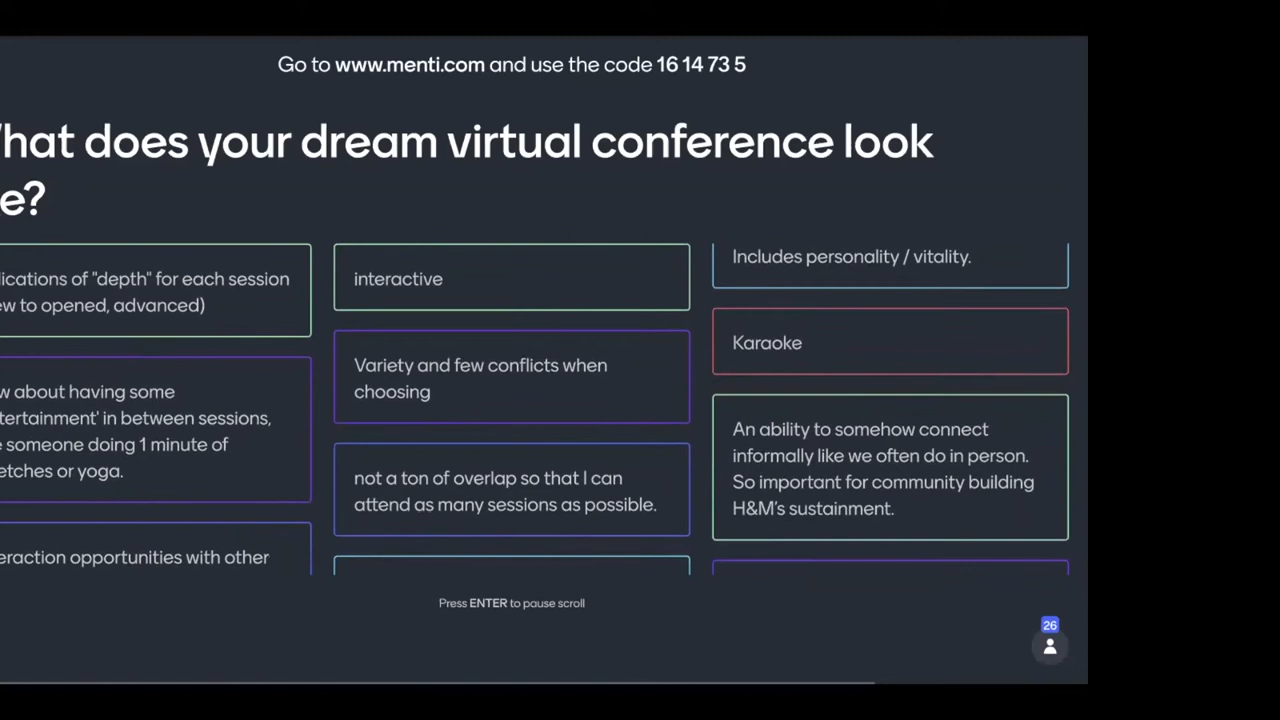 Go to www.menti.com and use the code 16 14 73 5
hat does your dream virtual conference look
e?
lications of "depth" for each session
ew to opened, advanced)
w about having some
tertainment' in between sessions,
e someone doing 1 minute of
etches or yoga.
eraction opportunities with other
interactive
Variety and few conflicts when
choosing
not a ton of overlap so that I can
attend as many sessions as possible.
Includes personality / vitality.
Karaoke
An ability to somehow connect
informally like we often do in person.
So important for community building
H&M's sustainment.
Press ENTER to pause scroll
26